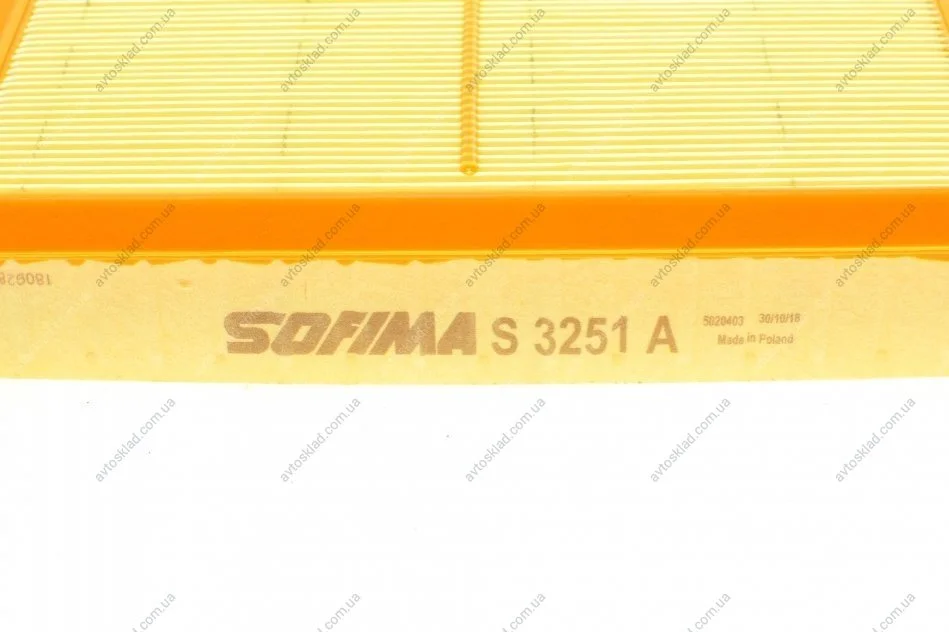 SOFIMA S 3251 A
5020403 30/10/18
Made in Poland
avtosklad.com.ua